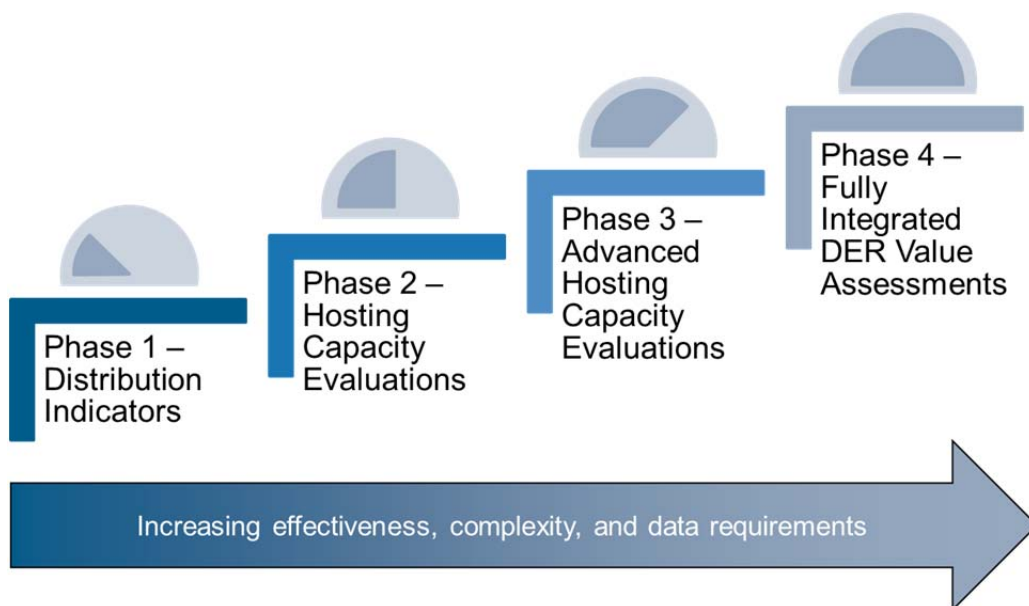 Phase 1 –
Distribution
Indicators
Phase 2 –
Hosting
Capacity
Evaluations
Phase 3 –
Advanced
Hosting
Capacity
Evaluations
Phase 4 –
Fully
Integrated
DER Value
Assessments
Increasing effectiveness, complexity, and data requirements